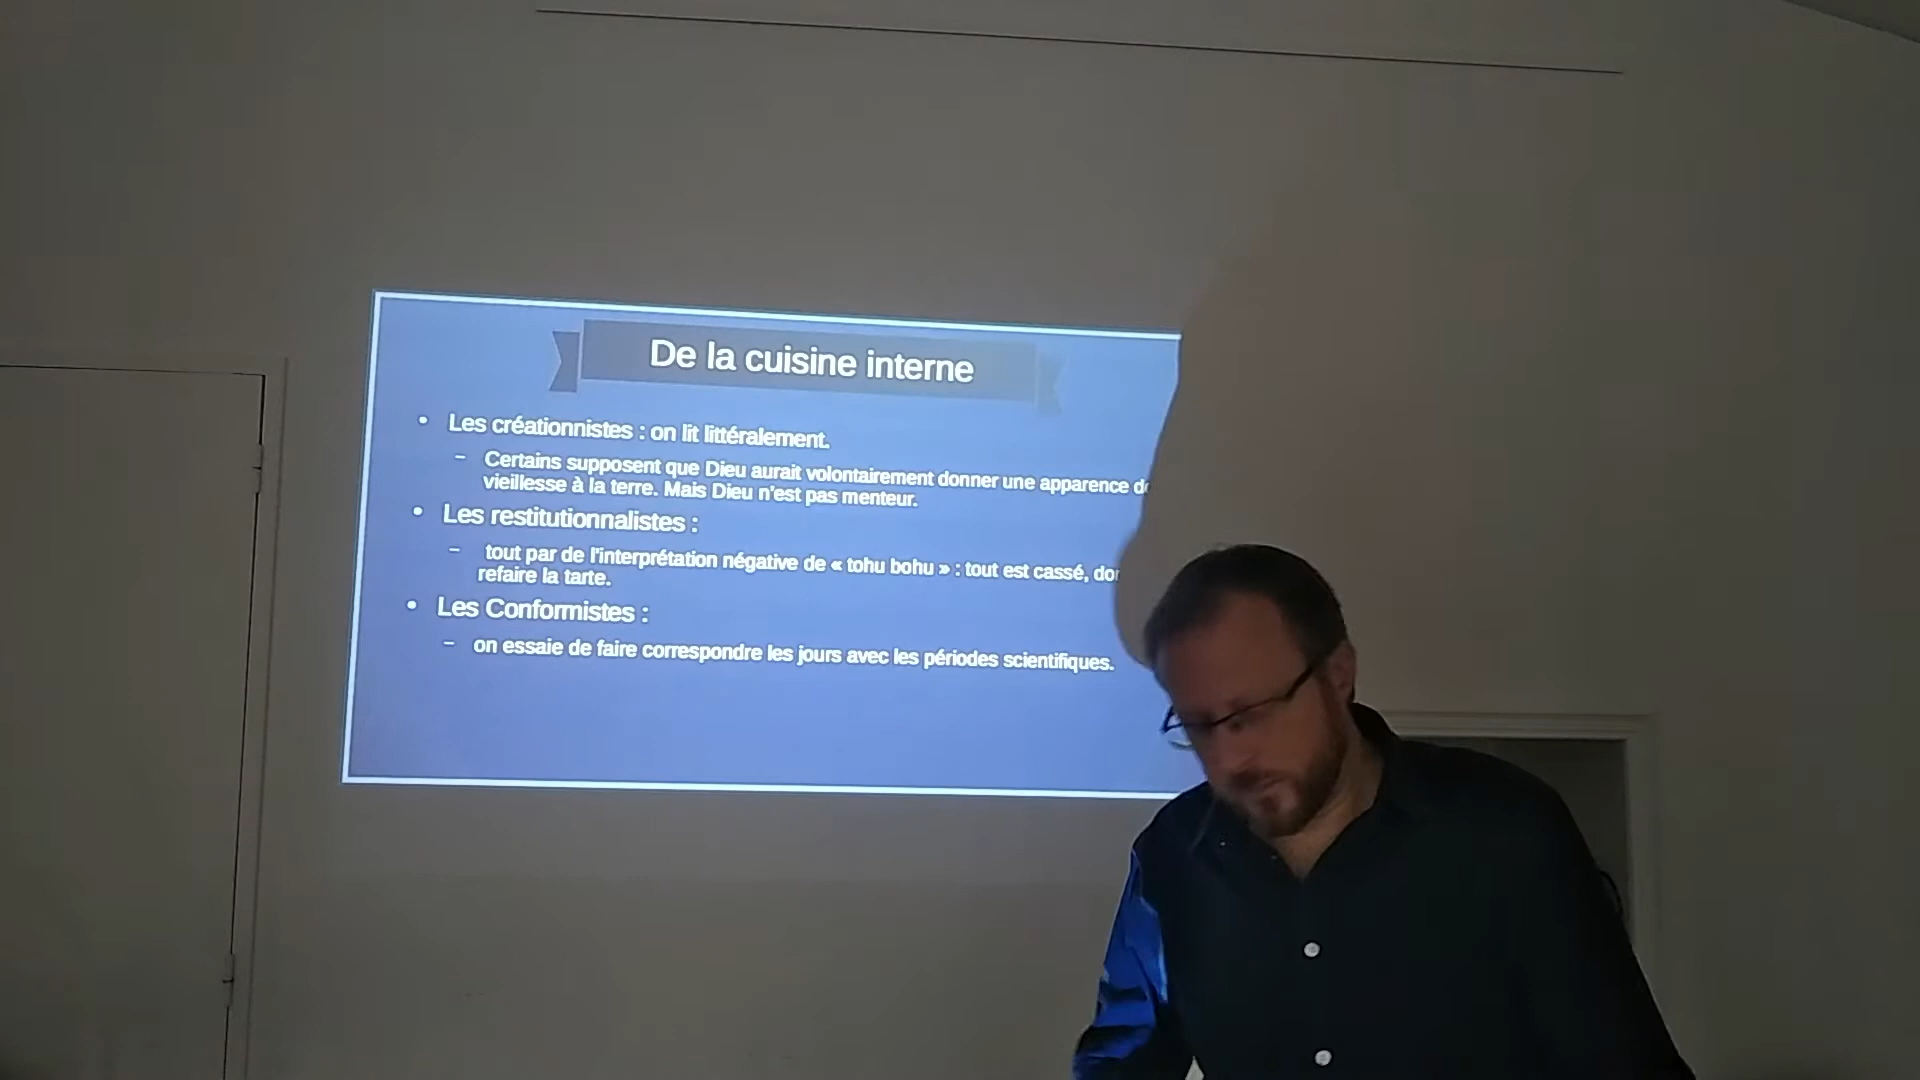 De la cuisine interne
• Les créationnistes : on lit littéralement.
– Certains supposent que Dieu aurait volontairement donner une apparence
vieillesse à la terre. Mais Dieu n'est pas menteur.
• Les restitutionnalistes :
– tout par de l'interprétation négative de « tohu bohu » : tout est cassé,
refaire la tarte.
• Les Conformistes :
– on essaie de faire correspondre les jours avec les périodes scientifiques.